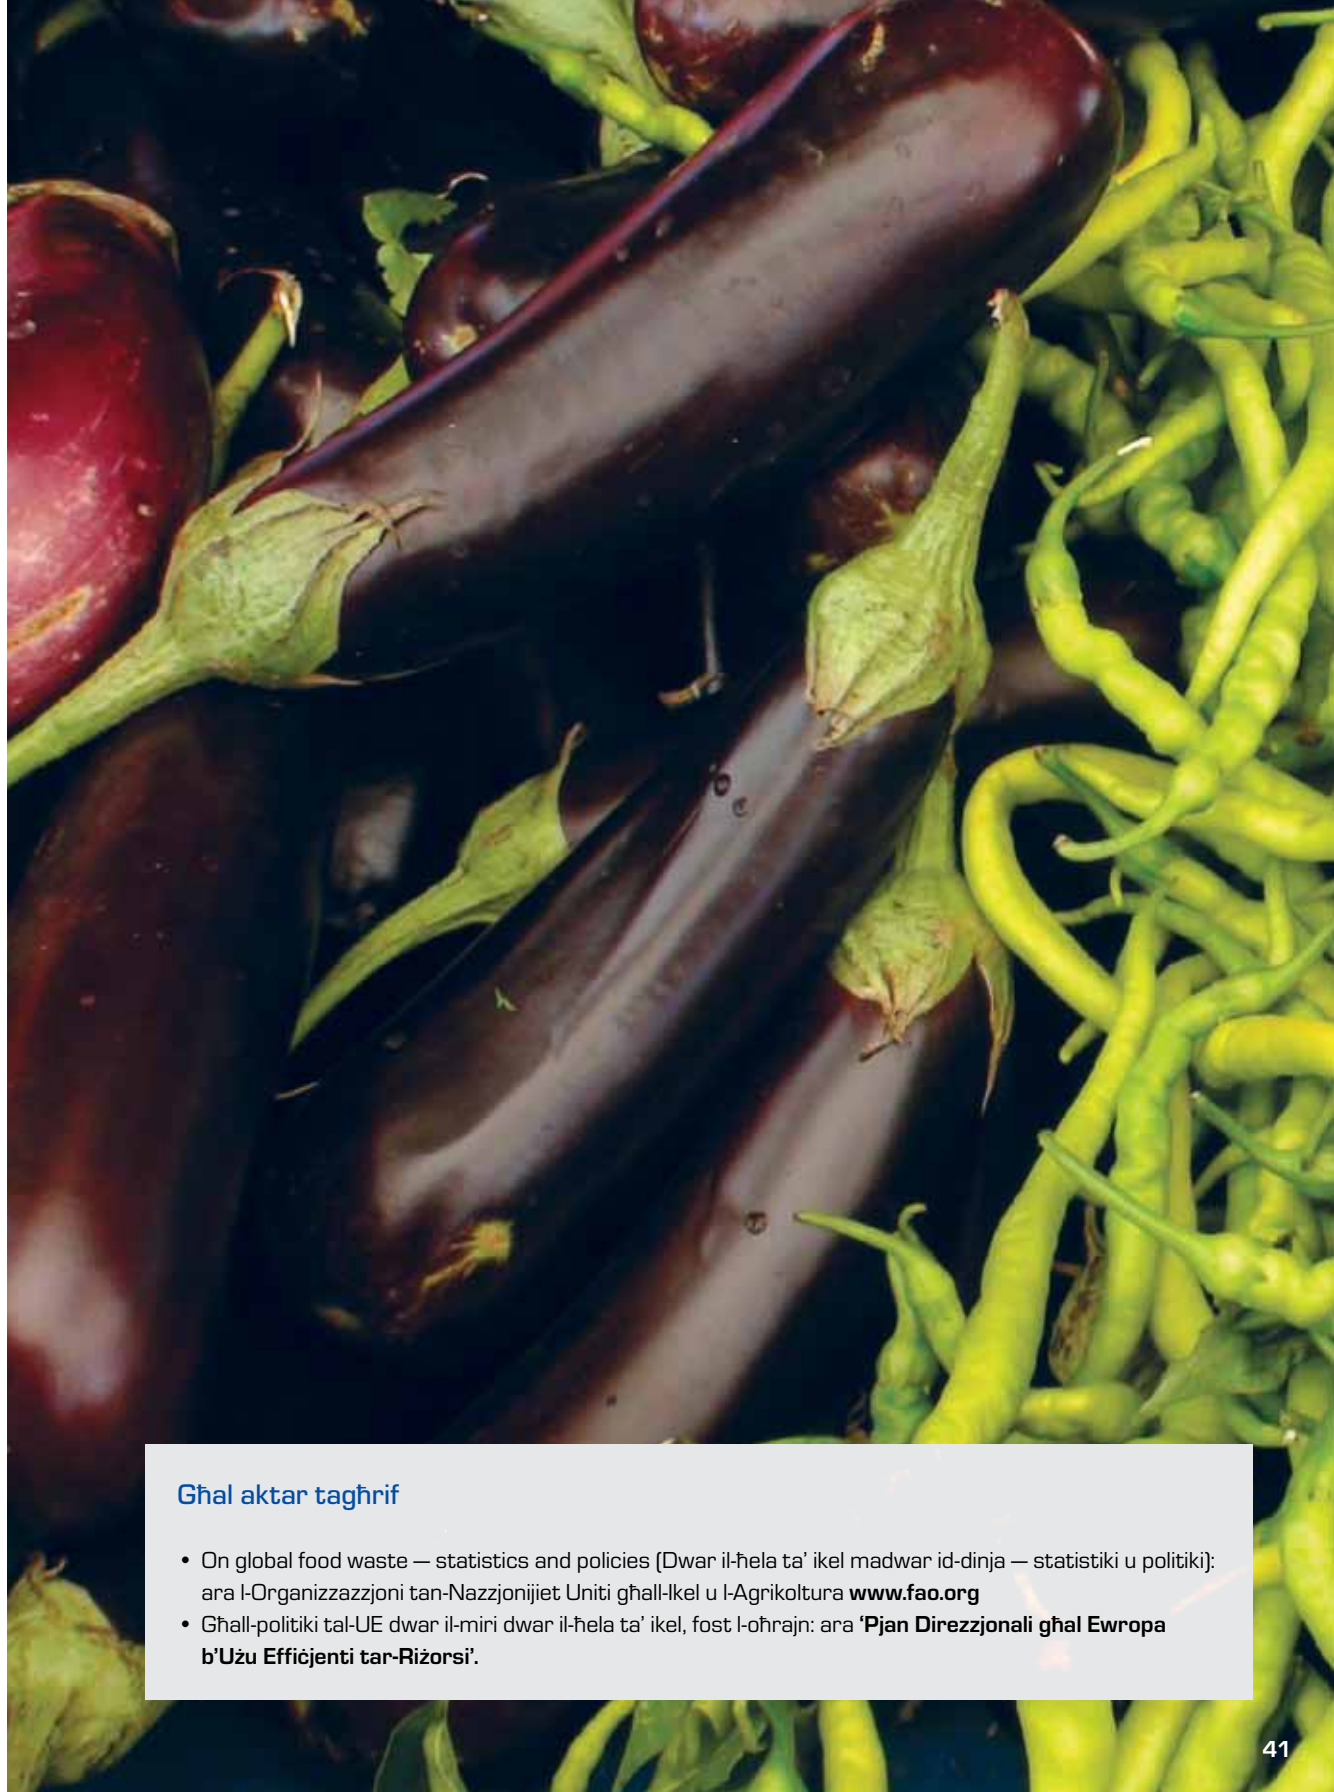 Għal aktar tagħrif
• On global food waste — statistics and policies (Dwar il-ħela ta’ ikel madwar id-dinja — statistiki u politiki):
ara l-Organizzazzjoni tan-Nazzjonijiet Uniti għall-Ikel u l-Agrikoltura www.fao.org
• Għall-politiki tal-UE dwar il-miri dwar il-ħela ta’ ikel, fost l-oħrajn: ara ‘Pjan Direzzjonali għal Ewropa
b’Użu Effiċjenti tar-Riżorsi’.
41